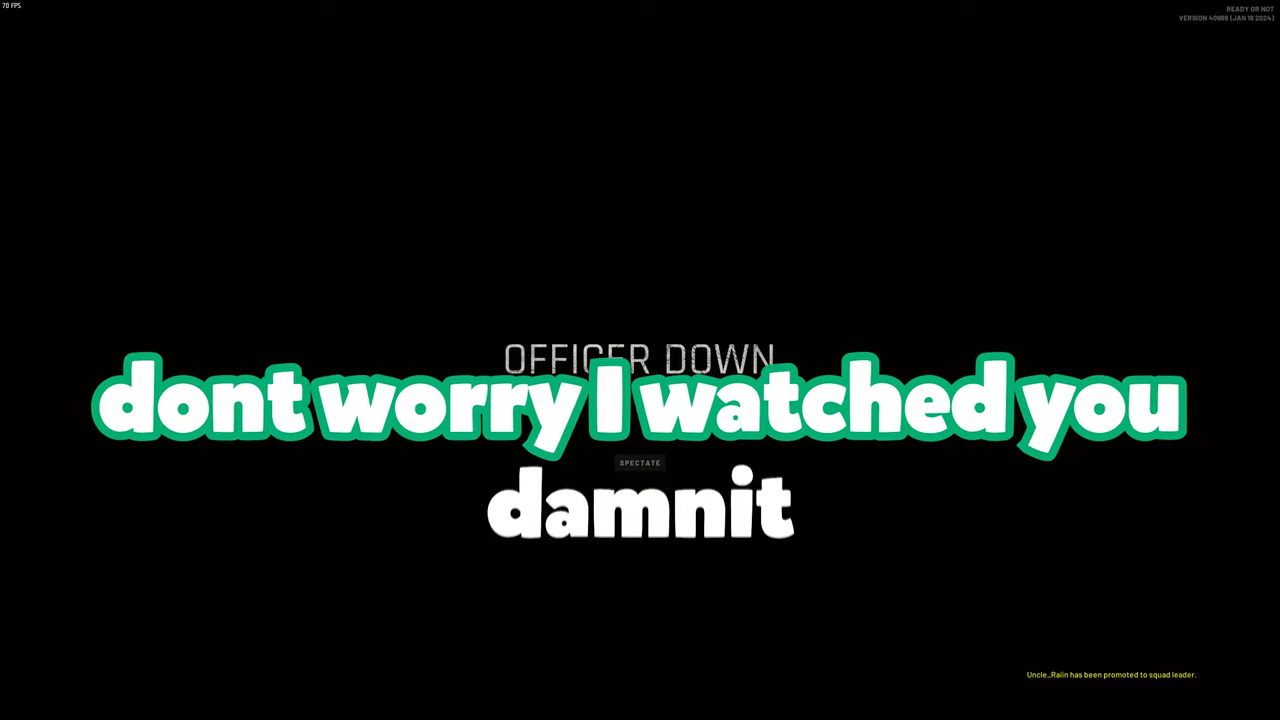 70 FPS
READY OR NOT
VERSION 40986 (JAN 19 2024)
OFFICER DOWN
dont worry I watched you
SPECTATE
damnit
Uncle_Raiin has been promoted to squad leader.